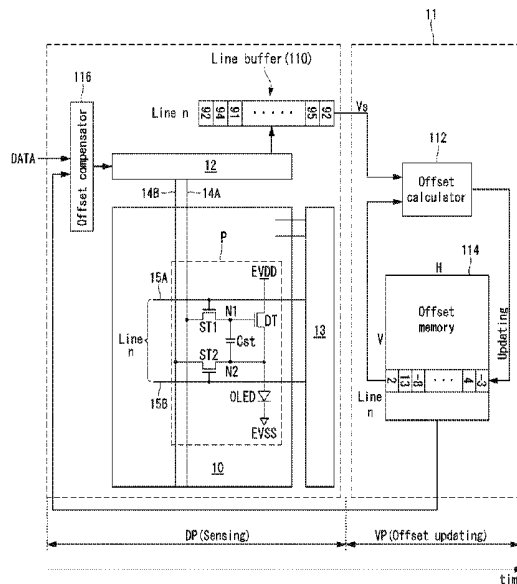 11
116
Line buffer(110)
Line n
92 94 91 ...... 95 92
Vs
Offset compensator
DATA
12
112
Offset calculator
14B
14A
114
P
H
EVDD
15A
N1
DT
ST1
Cst
Line n
ST2
N2
13
V
Offset memory
Updating
15B
OLED
EVSS
2 13 -8 ... 4 -3
Line n
10
DP(Sensing)
VP(Offset updating)
tim